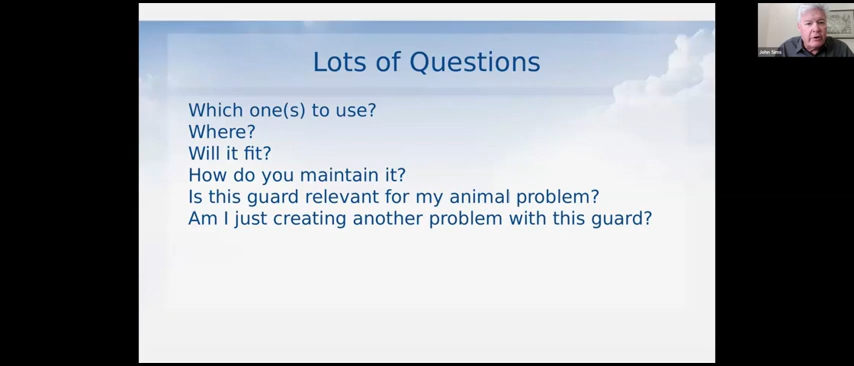 Lots of Questions
Which one(s) to use?
Where?
Will it fit?
How do you maintain it?
Is this guard relevant for my animal problem?
Am I just creating another problem with this guard?
John Sims